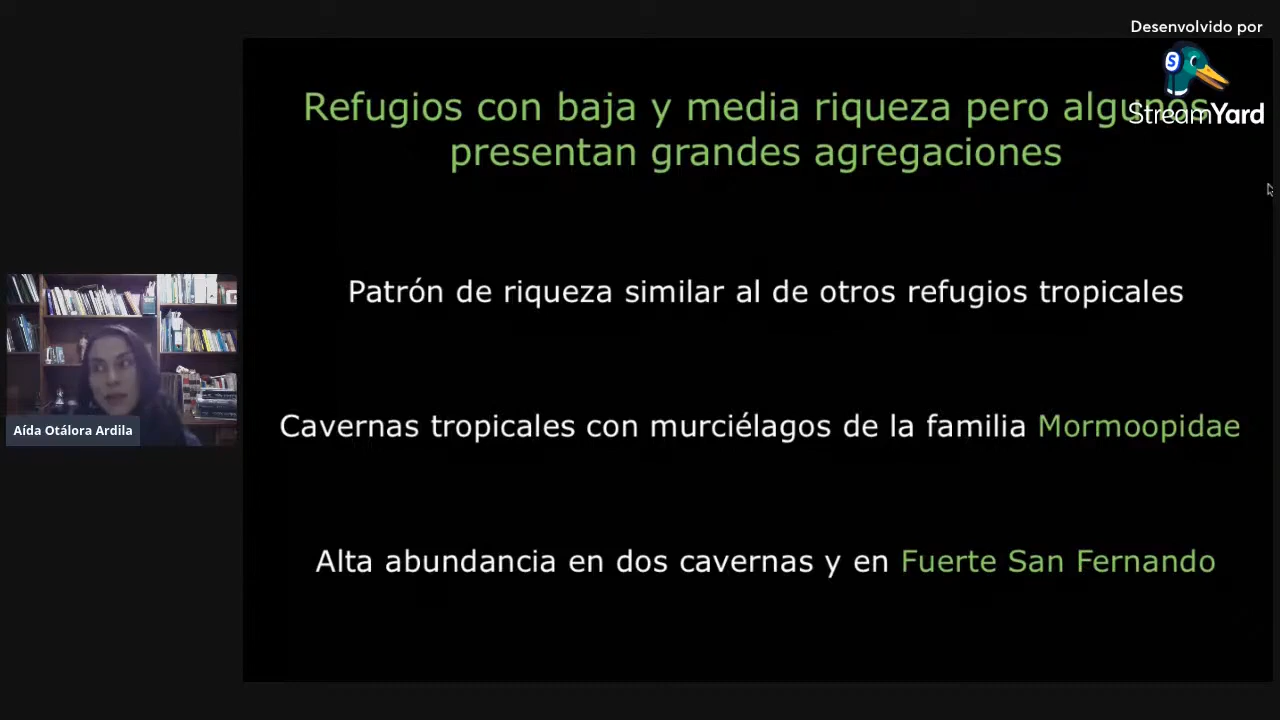 Desenvolvido por
StreamYard
Refugios con baja y media riqueza pero algunos
presentan grandes agregaciones
Patrón de riqueza similar al de otros refugios tropicales
Cavernas tropicales con murciélagos de la familia Mormoopidae
Aída Otálora Ardila
Alta abundancia en dos cavernas y en Fuerte San Fernando